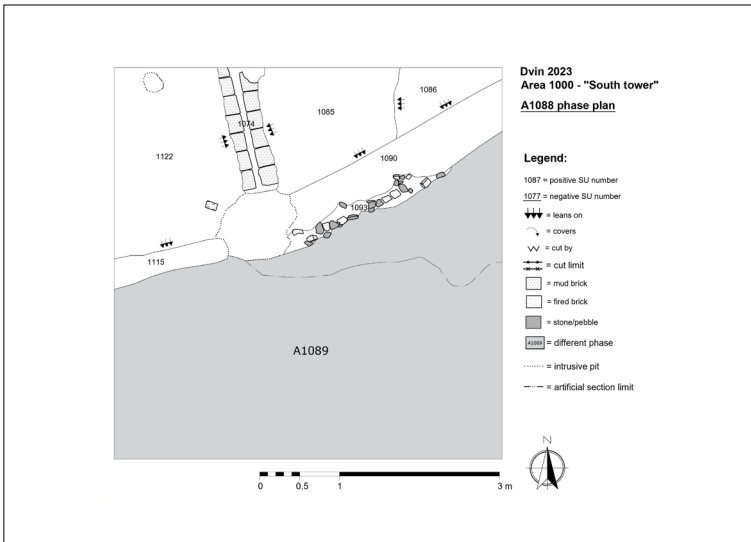 Dvin 2023
Area 1000 - "South tower"
A1088 phase plan
1086
1085
1074
1122
1090
1093
1115
A1089
Legend:
1087 = positive SU number
1077 = negative SU number
= leans on
= covers
= cut by
= cut limit
= mud brick
= fired brick
= stone/pebble
A1089 = different phase
= intrusive pit
= artificial section limit
N
0 0.5 1 3 m